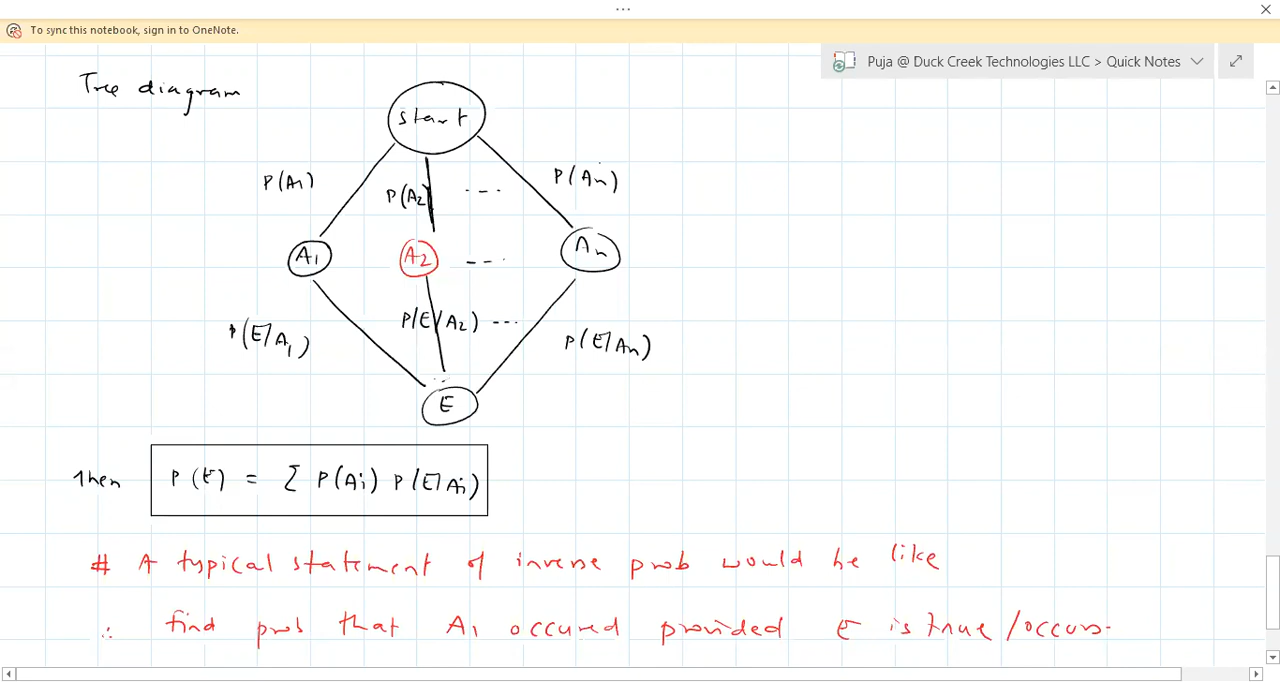 ...
To sync this notebook, sign in to OneNote.
Puja @ Duck Creek Technologies LLC > Quick Notes
Tree diagram
start
P(A1)
P(A2)
----
P(An)
A1
A2
----
An
P(E/A1)
P(E/A2) ---
P(E/An)
E
then P(E) = Σ P(Ai) P(E/Ai)
# A typical statement of inverse prob would be like
∴ find prob that A1 occured provided E is true/occurs.